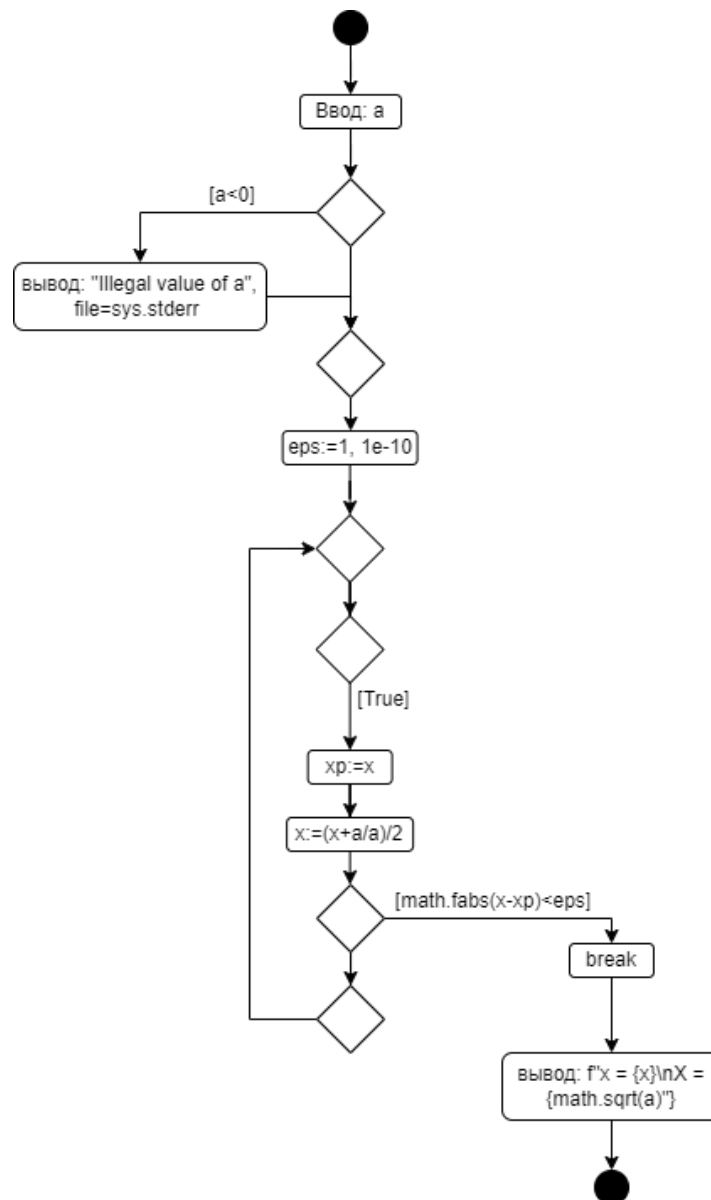 Ввод: a
[a<0]
вывод: "Illegal value of a",
file=sys.stderr
eps:=1, 1e-10
[True]
xp:=x
x:=(x+a/a)/2
[math.fabs(x-xp)<eps]
break
вывод: f"x = {x}\nX =
{math.sqrt(a)"}